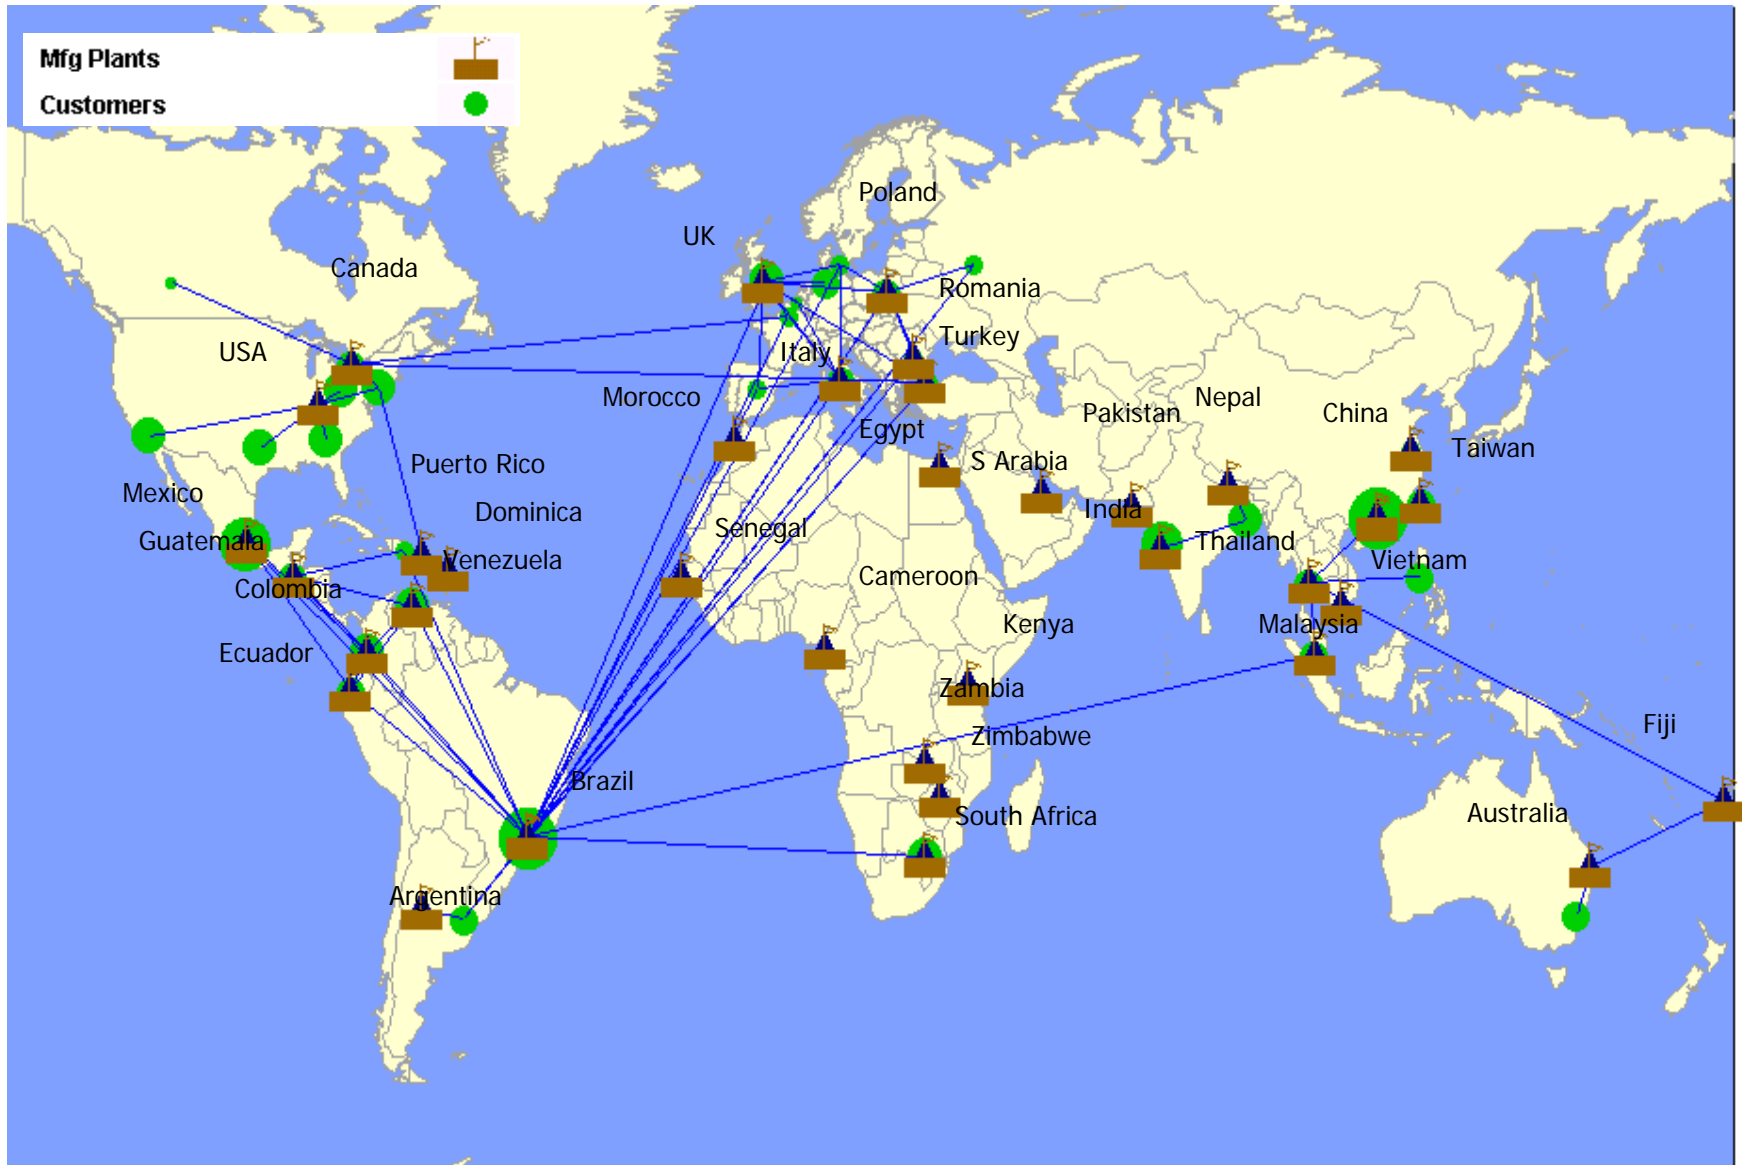 Mfg Plants
Customers
Poland
UK
Canada
Romania
USA
Italy
Turkey
Morocco
Nepal
Pakistan
China
Egypt
Taiwan
Puerto Rico
S Arabia
Mexico
Dominica
India
Senegal
Guatemala
Thailand
Venezuela
Vietnam
Colombia
Cameroon
Kenya
Malaysia
Ecuador
Zambia
Fiji
Zimbabwe
Brazil
Australia
South Africa
Argentina